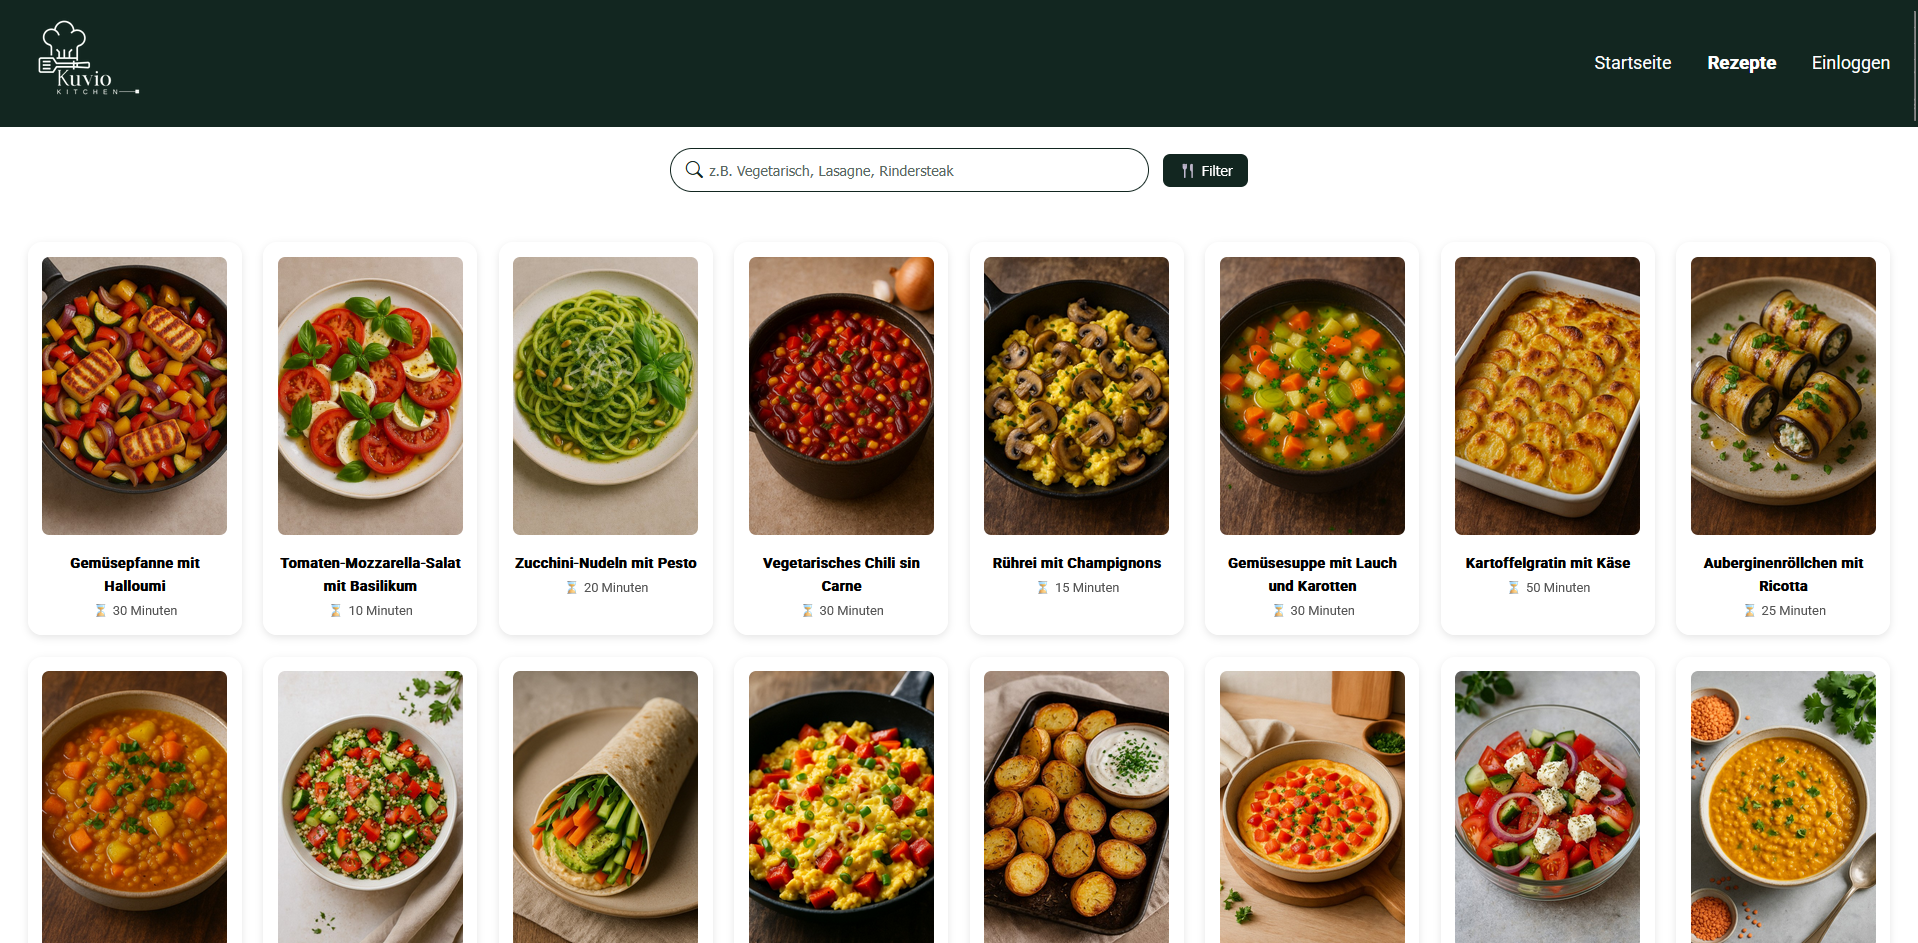 Kuvio
KITCHEN
Startseite
Rezepte
Einloggen
z.B. Vegetarisch, Lasagne, Rindersteak
Filter
Gemüsepfanne mit
Halloumi
30 Minuten
Tomaten-Mozzarella-Salat
mit Basilikum
10 Minuten
Zucchini-Nudeln mit Pesto
20 Minuten
Vegetarisches Chili sin
Carne
30 Minuten
Rührei mit Champignons
15 Minuten
Gemüsesuppe mit Lauch
und Karotten
30 Minuten
Kartoffelgratin mit Käse
50 Minuten
Auberginenröllchen mit
Ricotta
25 Minuten